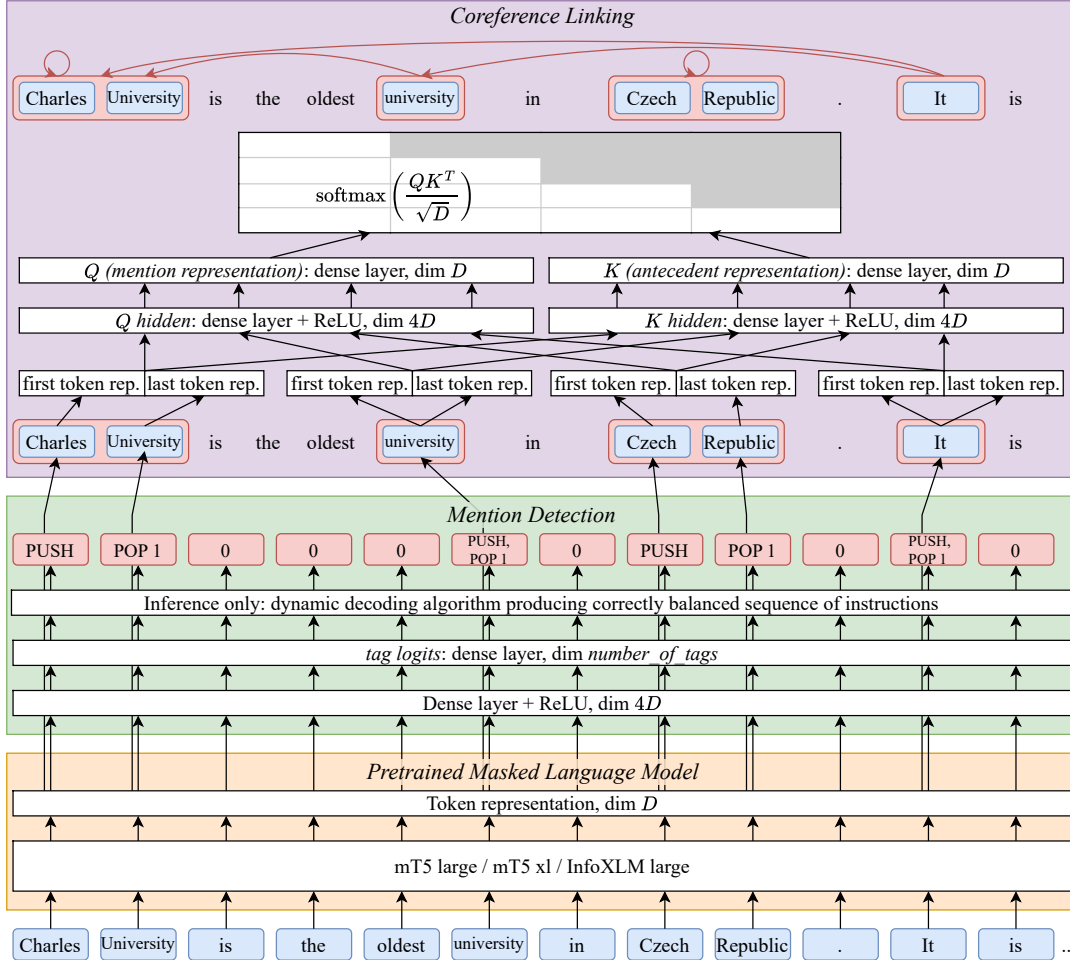 Coreference Linking
Charles University is the oldest university in Czech Republic . It is
softmax(QK^T/√D)
Q (mention representation): dense layer, dim D K (antecedent representation): dense layer, dim D
Q hidden: dense layer + ReLU, dim 4D K hidden: dense layer + ReLU, dim 4D
first token rep. last token rep. first token rep. last token rep. first token rep. last token rep. first token rep. last token rep.
Charles University is the oldest university in Czech Republic . It is
Mention Detection
PUSH POP 1 0 0 0 PUSH, POP 1 0 PUSH POP 1 0 PUSH, POP 1 0
Inference only: dynamic decoding algorithm producing correctly balanced sequence of instructions
tag logits: dense layer, dim number_of_tags
Dense layer + ReLU, dim 4D
Pretrained Masked Language Model
Token representation, dim D
mT5 large / mT5 xl / InfoXLM large
Charles University is the oldest university in Czech Republic . It is ..